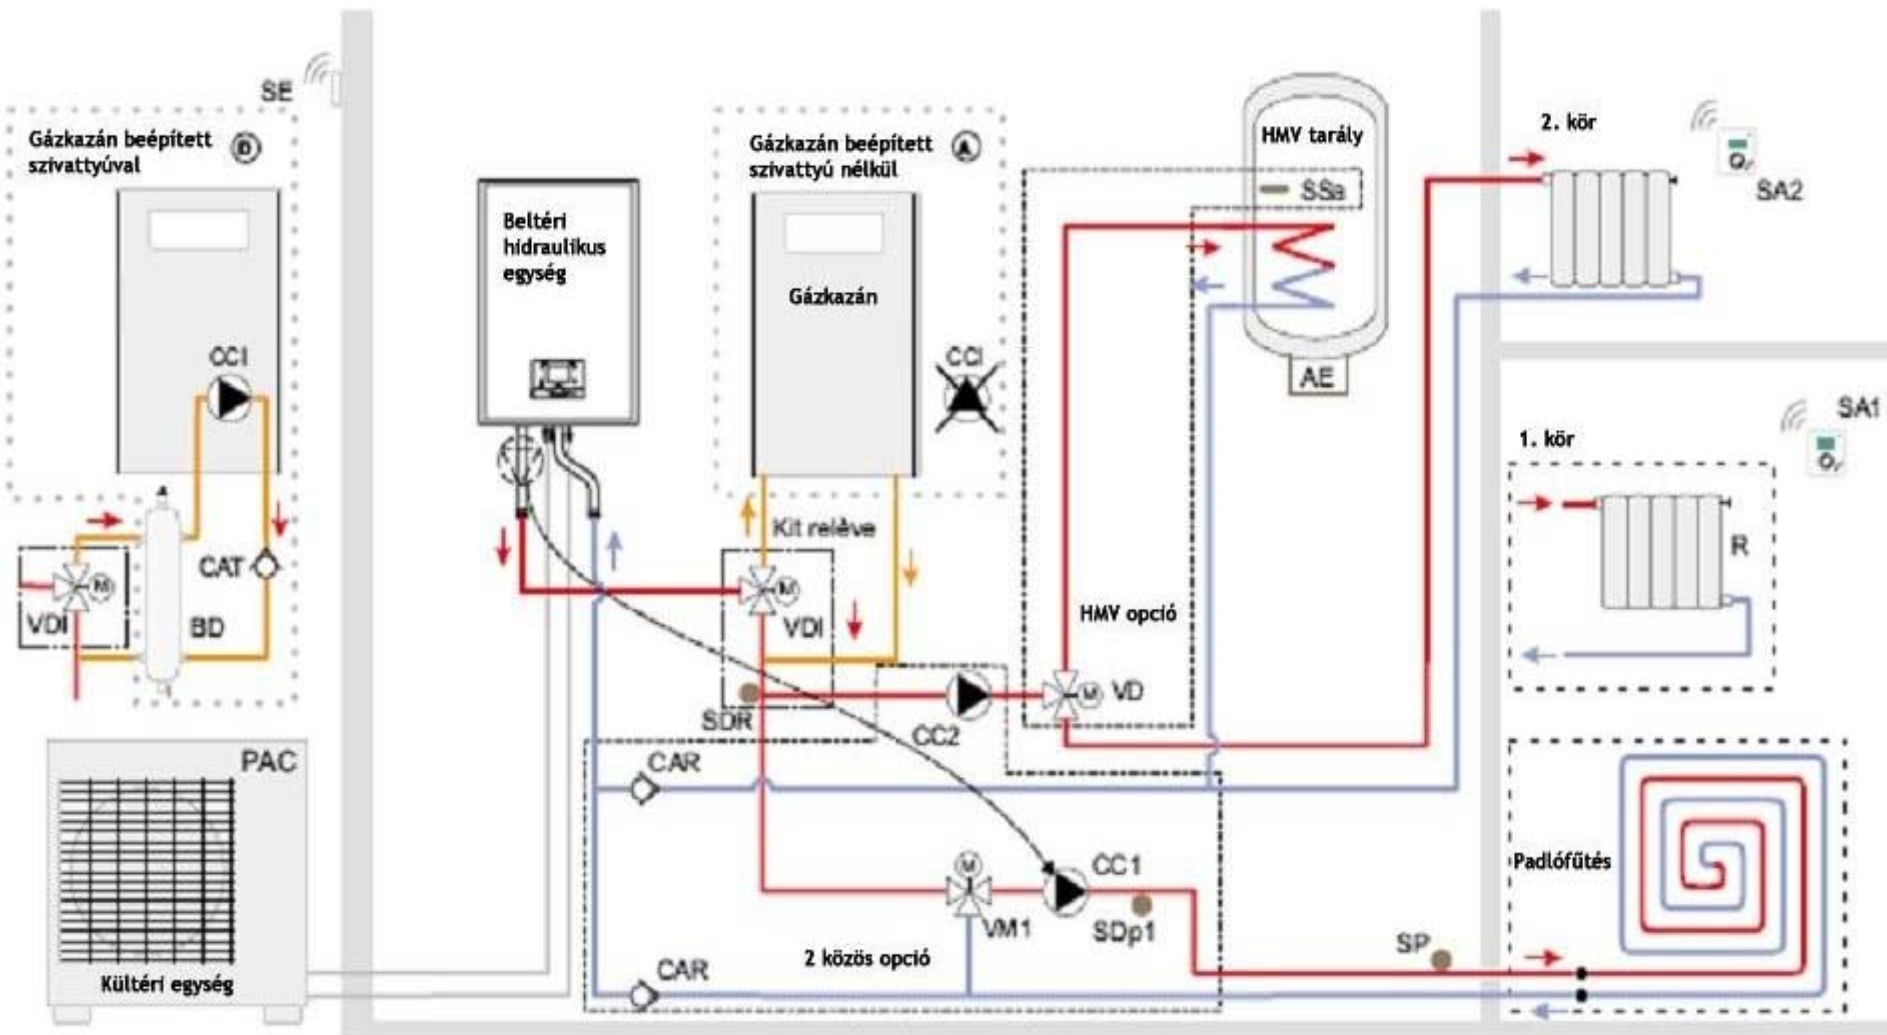 SE
Gázkazán beépített
szivattyúval
D
CCI
CAT
M
VDI
BD
PAC
Kültéri egység
Beltéri
hidraulikus
egység
Gázkazán beépített
szivattyú nélkül
A
Gázkazán
CCI
Kit relève
M
VDI
SDR
CC2
CAR
M
VM1
CC1
SDp1
2 közös opció
CAR
HMV tarály
SSa
AE
HMV opció
M
VD
2. kör
SA2
SA1
1. kör
R
Padlófűtés
SP